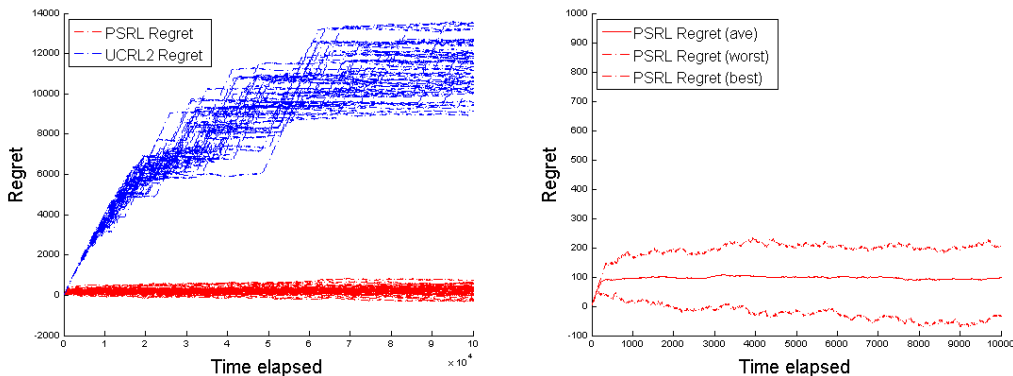 14000
12000
10000
8000
6000
4000
2000
0
-2000
Regret
PSRL Regret
UCRL2 Regret
0 1 2 3 4 5 6 7 8 9 10
Time elapsed
× 10⁴
1000
900
800
700
600
500
400
300
200
100
0
-100
Regret
PSRL Regret (ave)
PSRL Regret (worst)
PSRL Regret (best)
0 1000 2000 3000 4000 5000 6000 7000 8000 9000 10000
Time elapsed